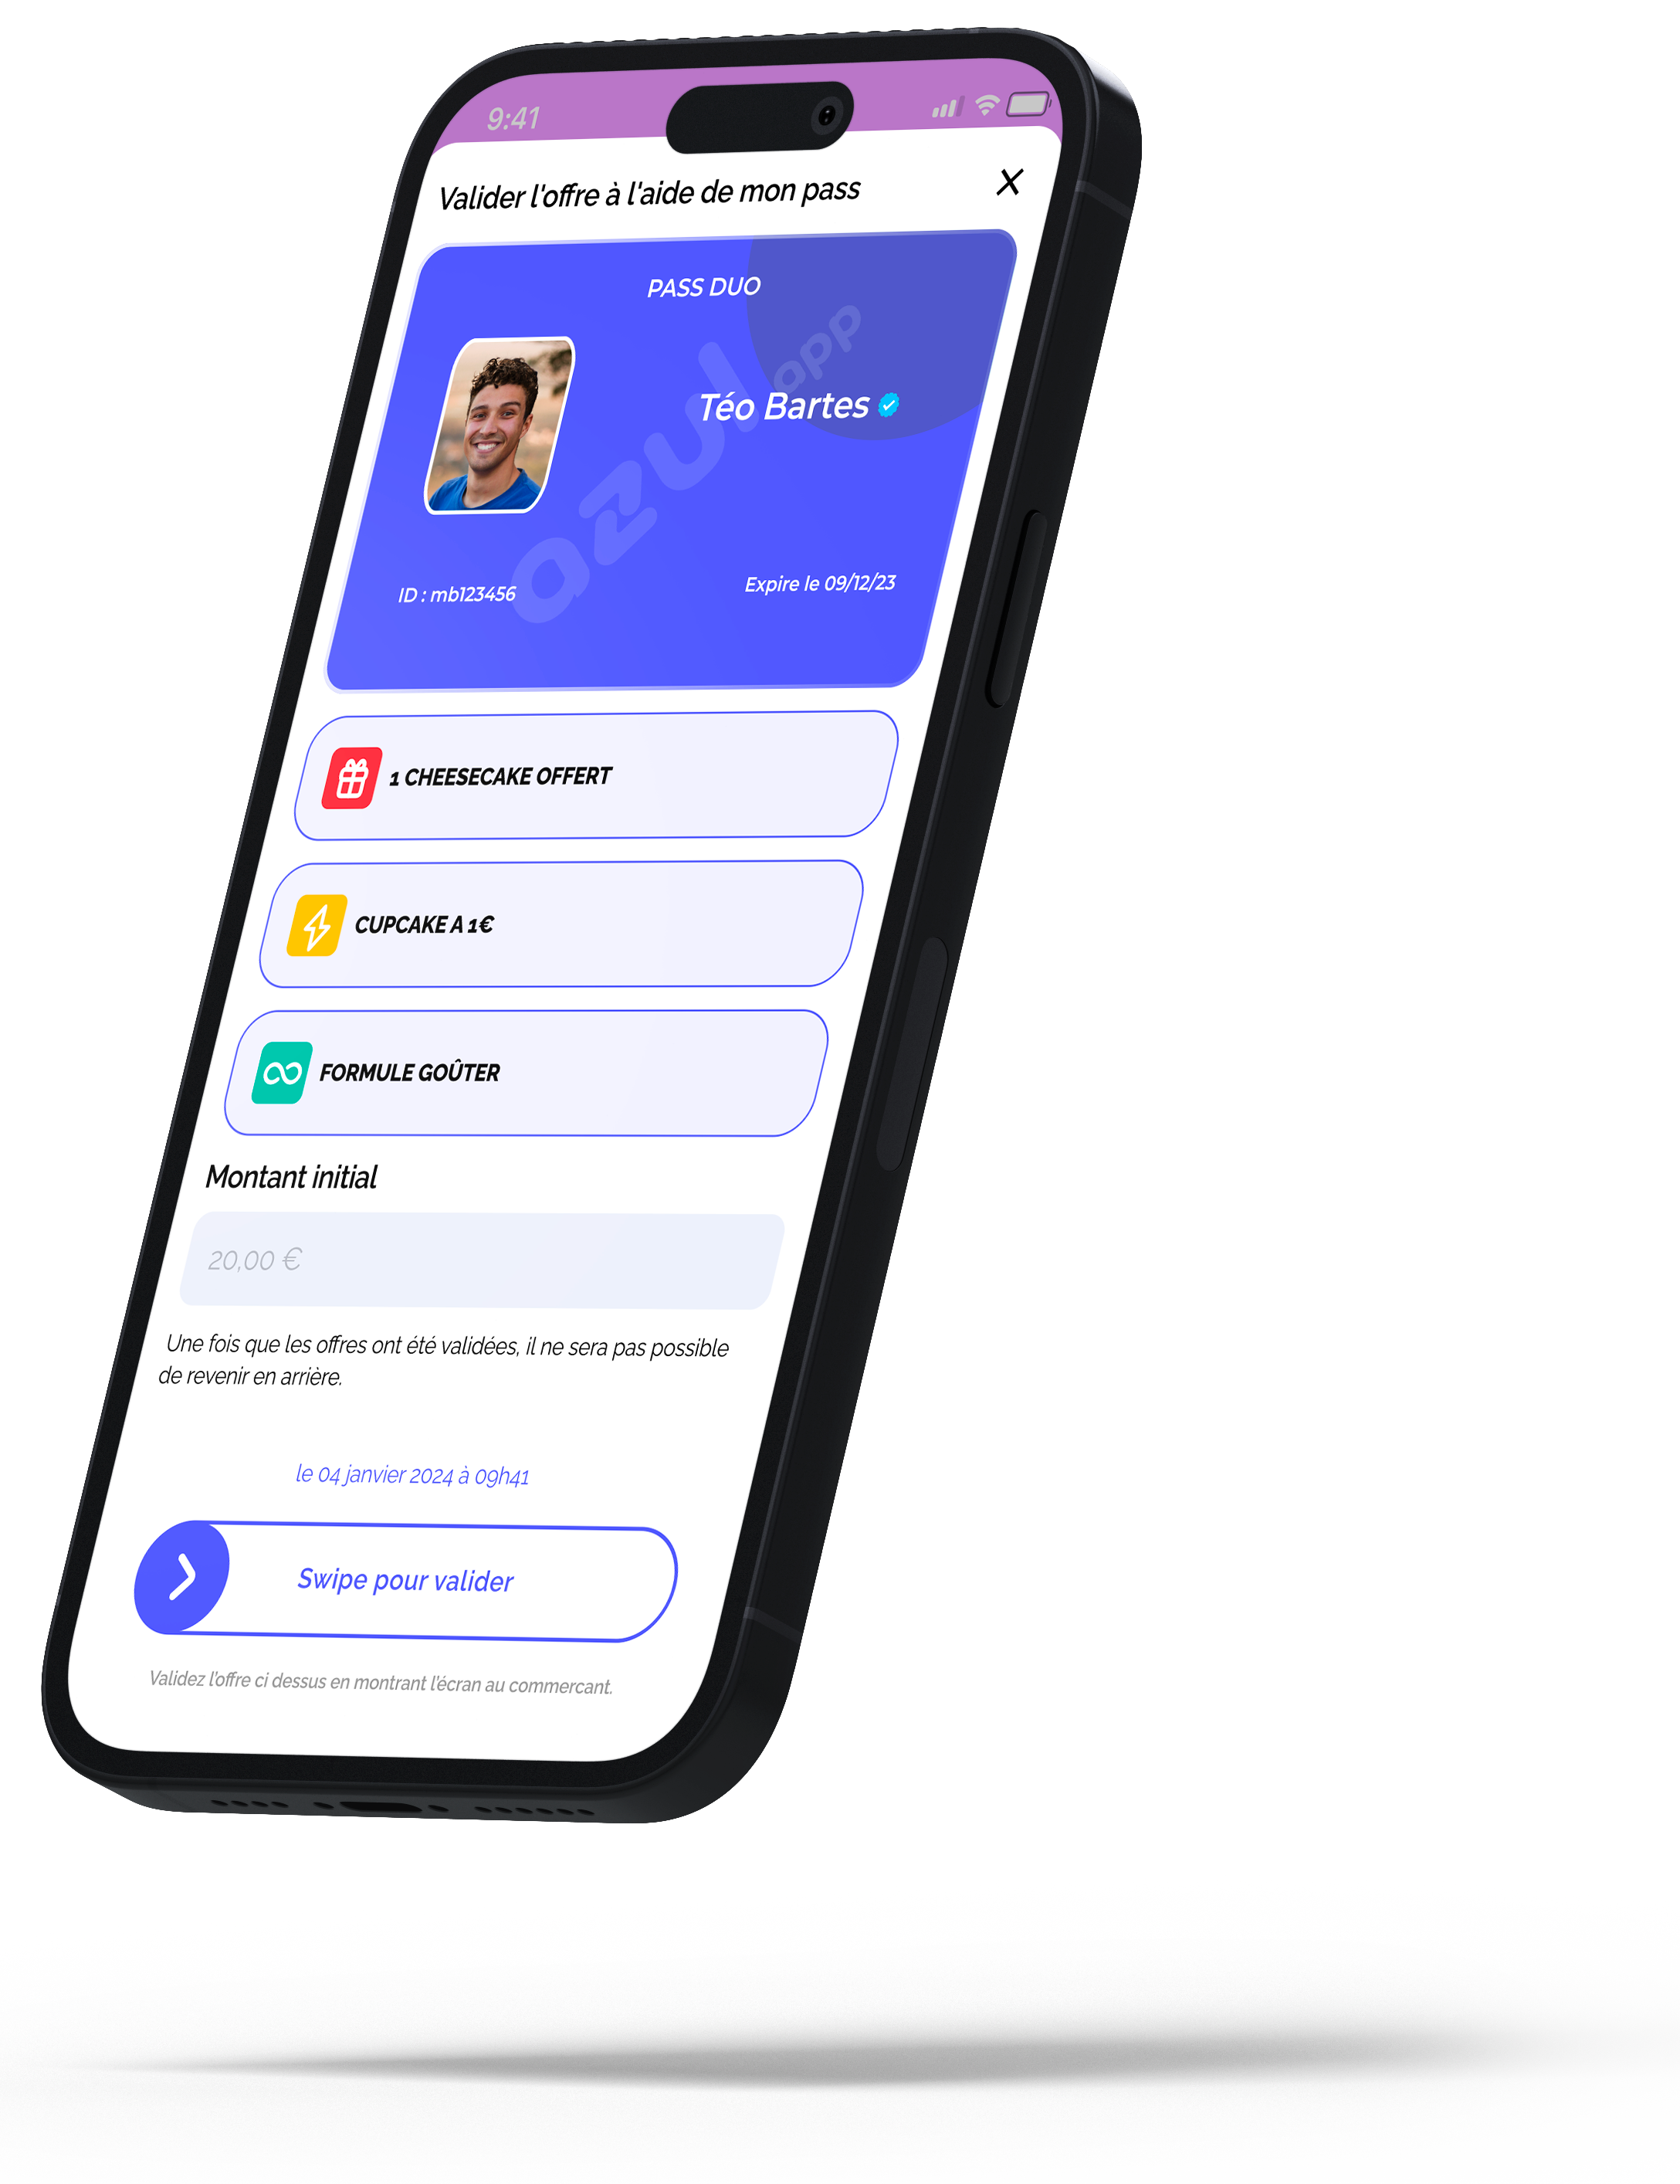 9:41
Valider l'offre à l'aide de mon pass
PASS DUO
azul app
Téo Bartes
ID : mb123456
Expire le 09/12/23
1 CHEESECAKE OFFERT
CUPCAKE A 1€
FORMULE GOÛTER
Montant initial
20,00 €
Une fois que les offres ont été validées, il ne sera pas possible
de revenir en arrière.
le 04 janvier 2024 à 09h41
Swipe pour valider
Validez l'offre ci dessus en montrant l'écran au commercant.